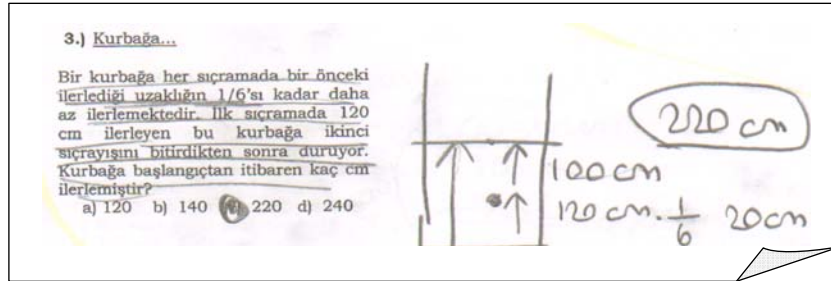 3.) Kurbağa...
Bir kurbağa her sıçramada bir önceki
ilerlediği uzaklığın 1/6'sı kadar daha
az ilerlemektedir. İlk sıçramada 120
cm ilerleyen bu kurbağa ikinci
sıçrayışını bitirdikten sonra duruyor.
Kurbağa başlangıçtan itibaren kaç cm
ilerlemiştir?
a) 120 b) 140 220 d) 240
220 cm
100 cm
120 cm. 1/6 20cm